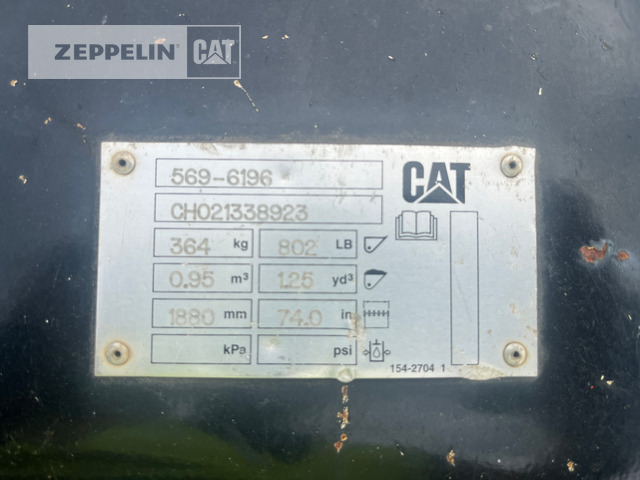 ZEPPELIN CAT
569-6196
CAT
CH021338923
364 kg 802 LB
0.95 m³ 1.25 yd³
1880 mm 74.0 in
kPa psi
154-2704 1